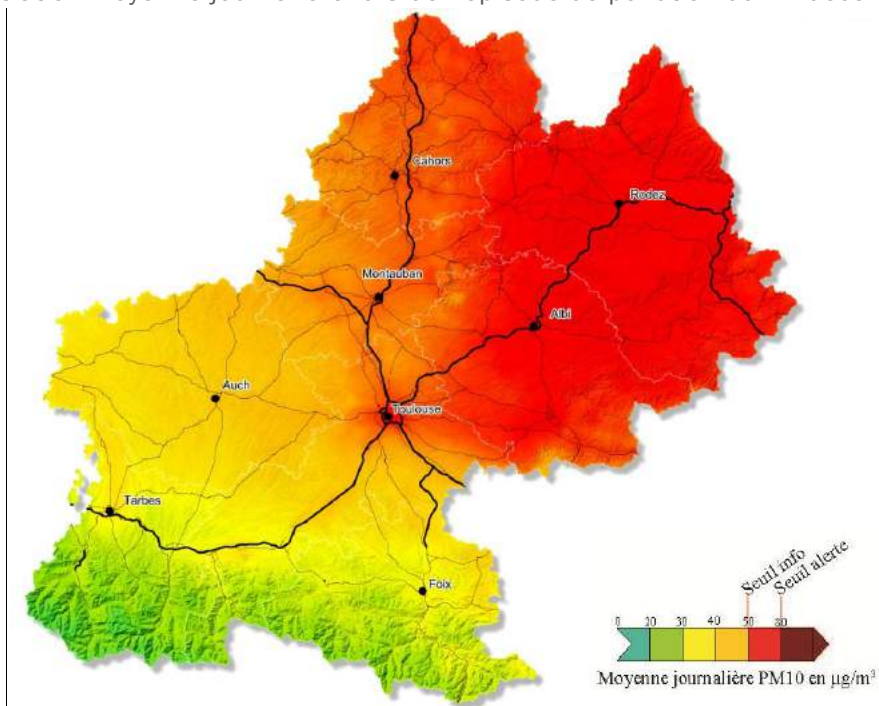 Cahors
Rodez
Montauban
Albi
Auch
Toulouse
Tarbes
Foix
Seuil info
Seuil alerte
0 20 30 40 50 80
Moyenne journalière PM10 en µg/m³